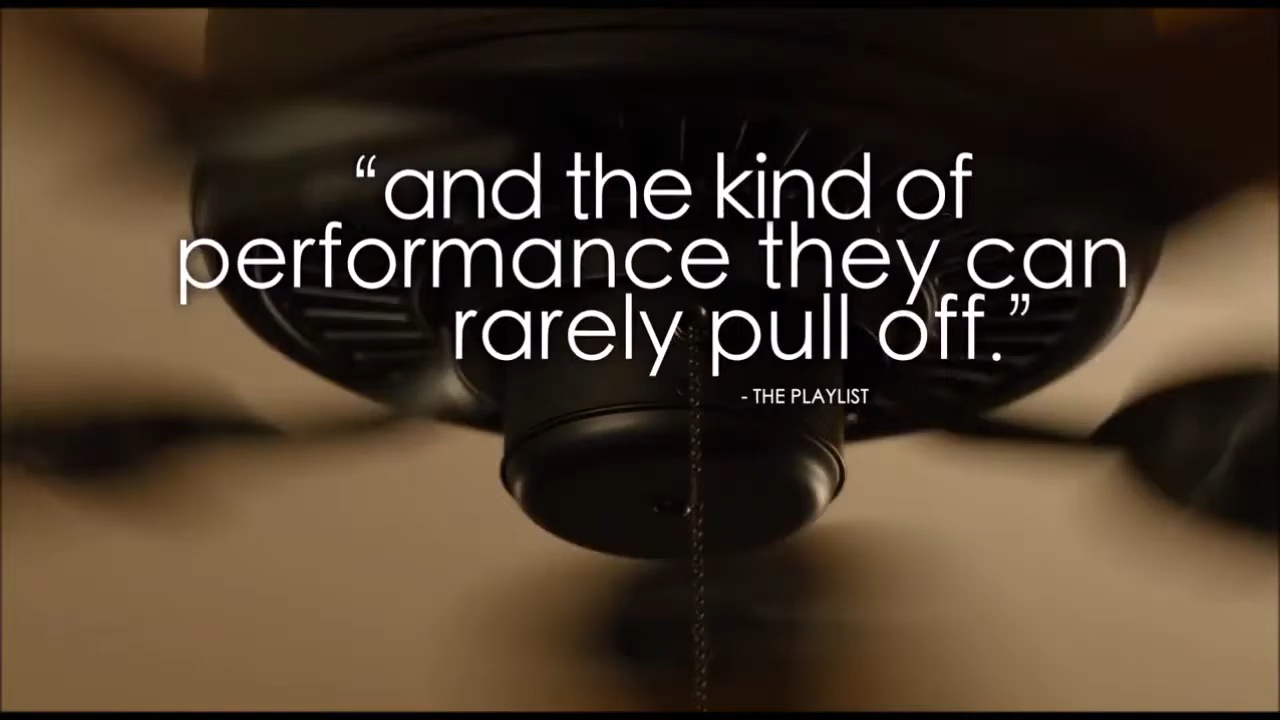 “and the kind of
performance they can
rarely pull off.”
- THE PLAYLIST